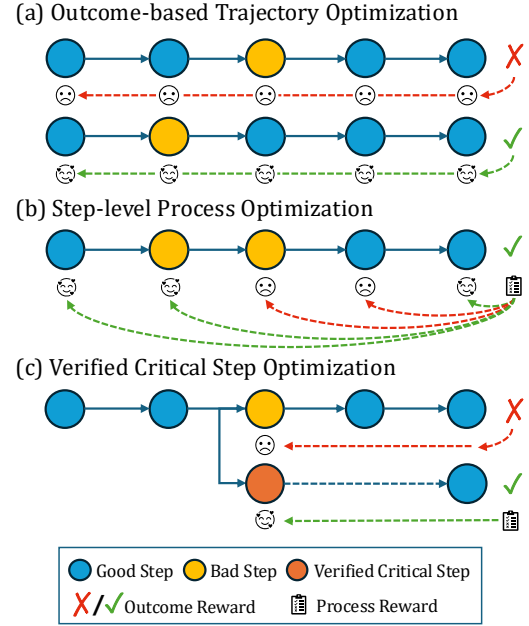 (a) Outcome-based Trajectory Optimization
(b) Step-level Process Optimization
(c) Verified Critical Step Optimization
Good Step Bad Step Verified Critical Step
✗/✓ Outcome Reward Process Reward